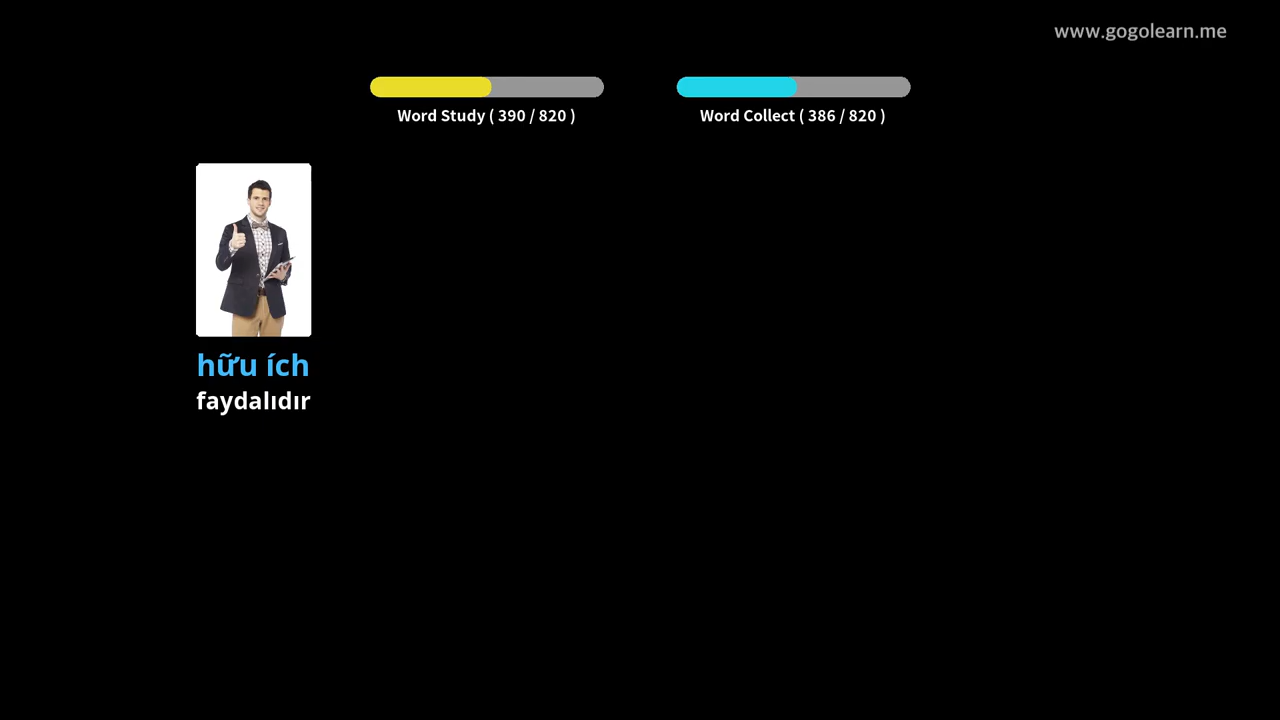 www.gogolearn.me
Word Study ( 390 / 820 )
Word Collect ( 386 / 820 )
hữu ích
faydalıdır